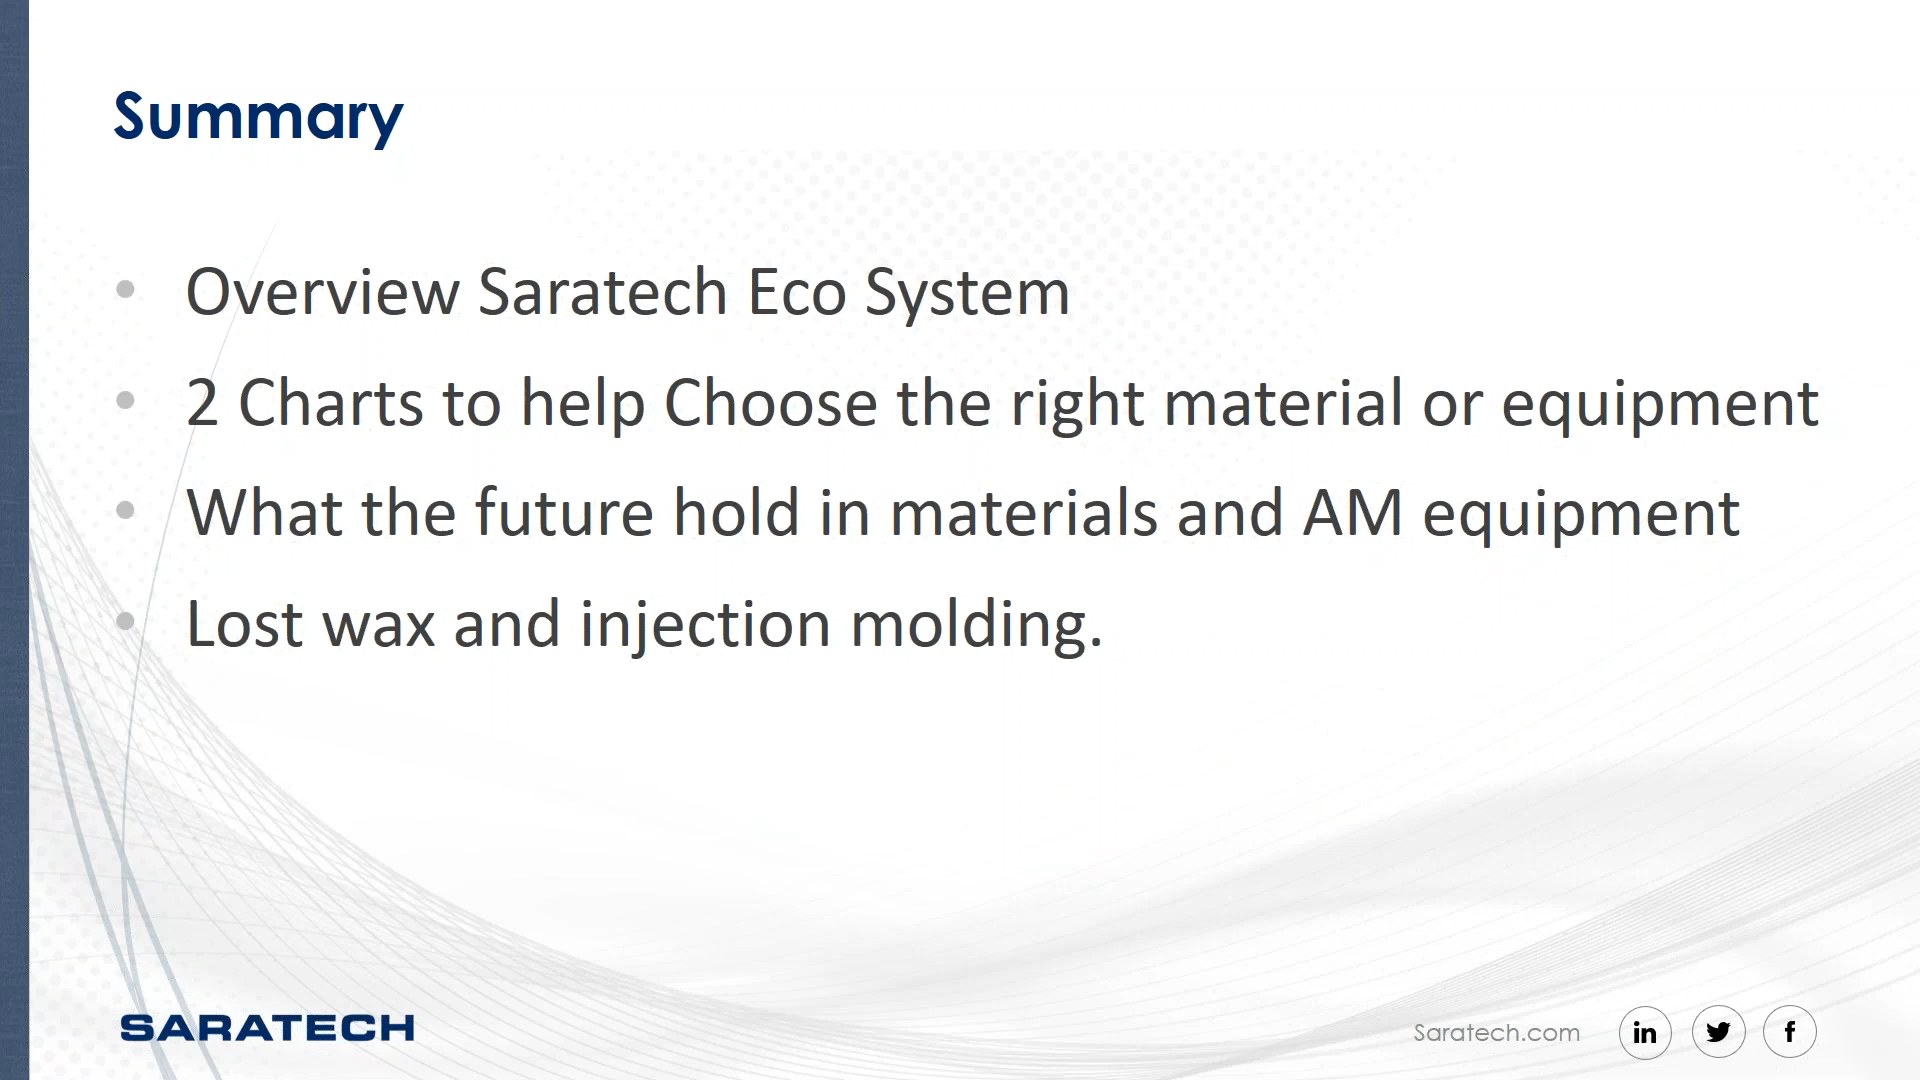 Summary
• Overview Saratech Eco System
• 2 Charts to help Choose the right material or equipment
• What the future hold in materials and AM equipment
• Lost wax and injection molding.
SARATECH
Saratech.com
in
f